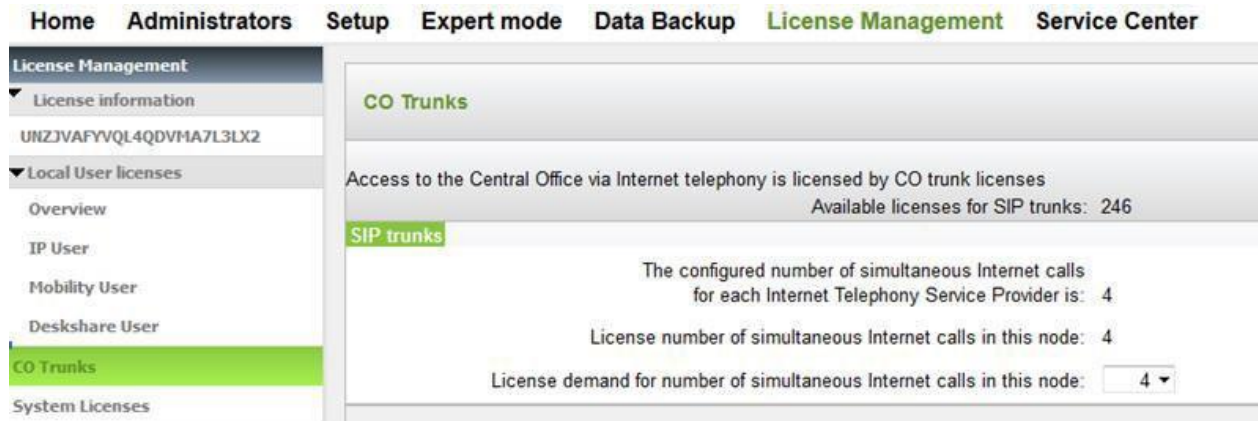 Home Administrators Setup Expert mode Data Backup License Management Service Center
License Management
License information
UNZJVAFYVQL4QDVMA7L3LX2
Local User licenses
Overview
IP User
Mobility User
Deskshare User
CO Trunks
System Licenses
CO Trunks
Access to the Central Office via Internet telephony is licensed by CO trunk licenses
Available licenses for SIP trunks: 246
SIP trunks
The configured number of simultaneous Internet calls
for each Internet Telephony Service Provider is: 4
License number of simultaneous Internet calls in this node: 4
License demand for number of simultaneous Internet calls in this node: 4